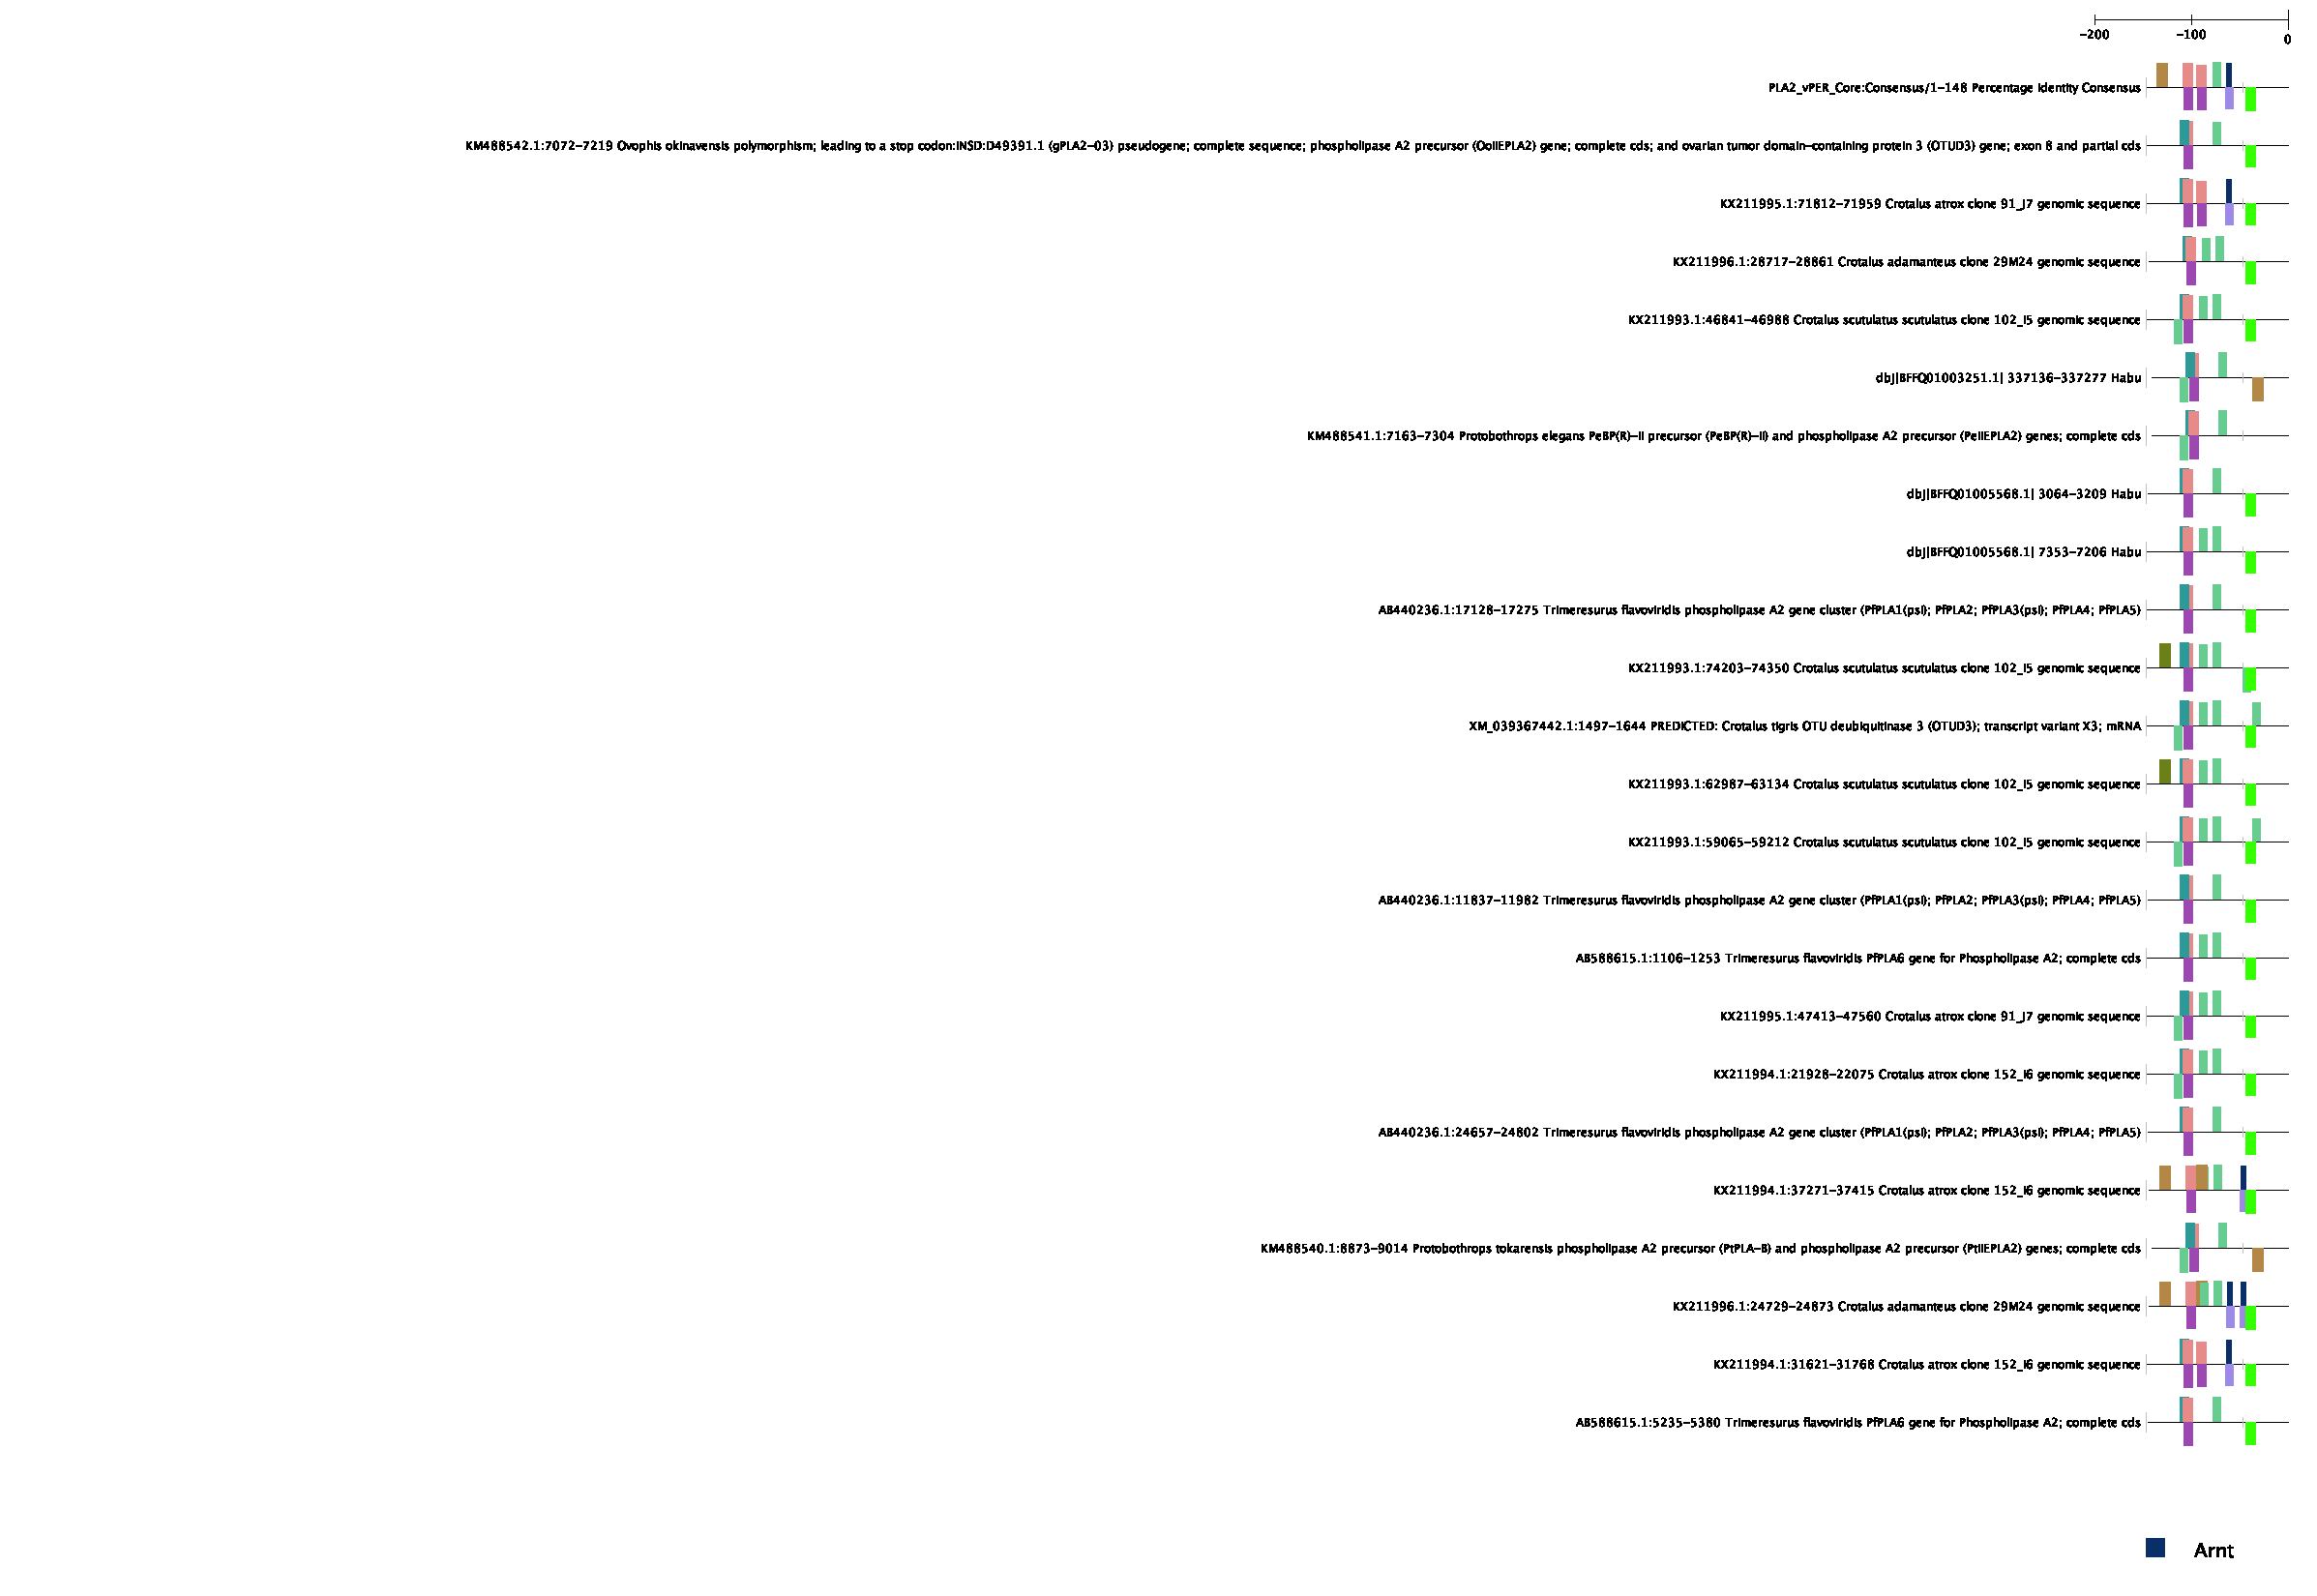 -200 -100 0
PLA2_vPER_Core:Consensus/1-148 Percentage Identity Consensus
KM488542.1:7072-7219 Ovophis okinavensis polymorphism; leading to a stop codon:INSD:D49391.1 (gPLA2-03) pseudogene; complete sequence; phospholipase A2 precursor (OoIIEPLA2) gene; complete cds; and ovarian tumor domain-containing protein 3 (OTUD3) gene; exon 8 and partial cds
KX211995.1:71812-71959 Crotalus atrox clone 91_J7 genomic sequence
KX211996.1:28717-28861 Crotalus adamanteus clone 29M24 genomic sequence
KX211993.1:46841-46988 Crotalus scutulatus scutulatus clone 102_I5 genomic sequence
dbj|BFFQ01003251.1| 337136-337277 Habu
KM488541.1:7163-7304 Protobothrops elegans PeBP(R)-II precursor (PeBP(R)-II) and phospholipase A2 precursor (PeIIEPLA2) genes; complete cds
dbj|BFFQ01005568.1| 3064-3209 Habu
dbj|BFFQ01005568.1| 7353-7206 Habu
AB440236.1:17128-17275 Trimeresurus flavoviridis phospholipase A2 gene cluster (PfPLA1(psi); PfPLA2; PfPLA3(psi); PfPLA4; PfPLA5)
KX211993.1:74203-74350 Crotalus scutulatus scutulatus clone 102_I5 genomic sequence
XM_039367442.1:1497-1644 PREDICTED: Crotalus tigris OTU deubiquitinase 3 (OTUD3); transcript variant X3; mRNA
KX211993.1:62987-63134 Crotalus scutulatus scutulatus clone 102_I5 genomic sequence
KX211993.1:59065-59212 Crotalus scutulatus scutulatus clone 102_I5 genomic sequence
AB440236.1:11837-11982 Trimeresurus flavoviridis phospholipase A2 gene cluster (PfPLA1(psi); PfPLA2; PfPLA3(psi); PfPLA4; PfPLA5)
AB588615.1:1106-1253 Trimeresurus flavoviridis PfPLA6 gene for Phospholipase A2; complete cds
KX211995.1:47413-47560 Crotalus atrox clone 91_J7 genomic sequence
KX211994.1:21928-22075 Crotalus atrox clone 152_I6 genomic sequence
AB440236.1:24657-24802 Trimeresurus flavoviridis phospholipase A2 gene cluster (PfPLA1(psi); PfPLA2; PfPLA3(psi); PfPLA4; PfPLA5)
KX211994.1:37271-37415 Crotalus atrox clone 152_I6 genomic sequence
KM488540.1:8873-9014 Protobothrops tokarensis phospholipase A2 precursor (PtPLA-B) and phospholipase A2 precursor (PtIIEPLA2) genes; complete cds
KX211996.1:24729-24873 Crotalus adamanteus clone 29M24 genomic sequence
KX211994.1:31621-31768 Crotalus atrox clone 152_I6 genomic sequence
AB588615.1:5235-5380 Trimeresurus flavoviridis PfPLA6 gene for Phospholipase A2; complete cds
Arnt